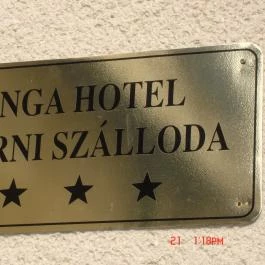 NGA HOTEL
RNI SZÁLLODA
21 1:18PM